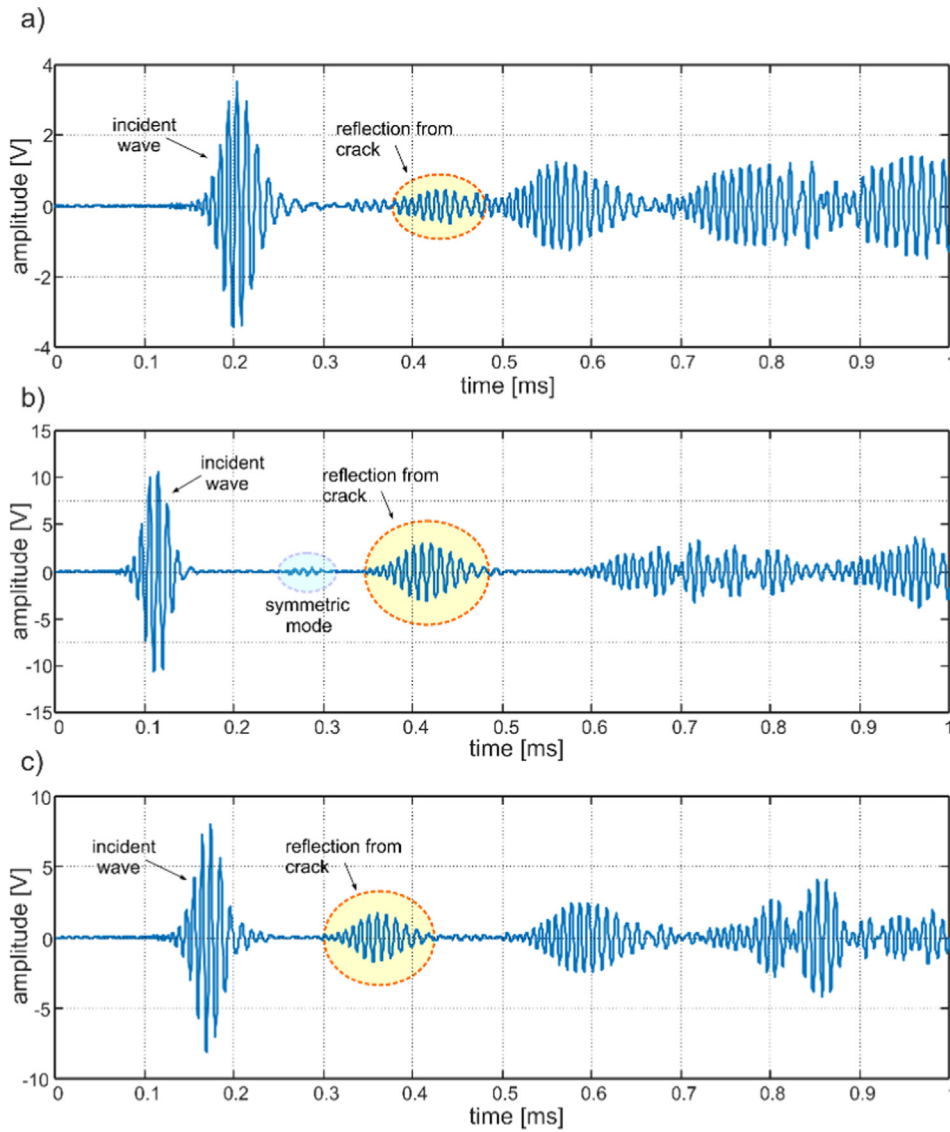 a)
4
2
0
-2
-4
amplitude [V]
incident
wave
reflection from
crack
0 0.1 0.2 0.3 0.4 0.5 0.6 0.7 0.8 0.9 1
time [ms]
b)
15
10
5
0
-5
-10
-15
amplitude [V]
incident
wave
symmetric
mode
reflection from
crack
0 0.1 0.2 0.3 0.4 0.5 0.6 0.7 0.8 0.9 1
time [ms]
c)
10
5
0
-5
-10
amplitude [V]
incident
wave
reflection from
crack
0 0.1 0.2 0.3 0.4 0.5 0.6 0.7 0.8 0.9 1
time [ms]